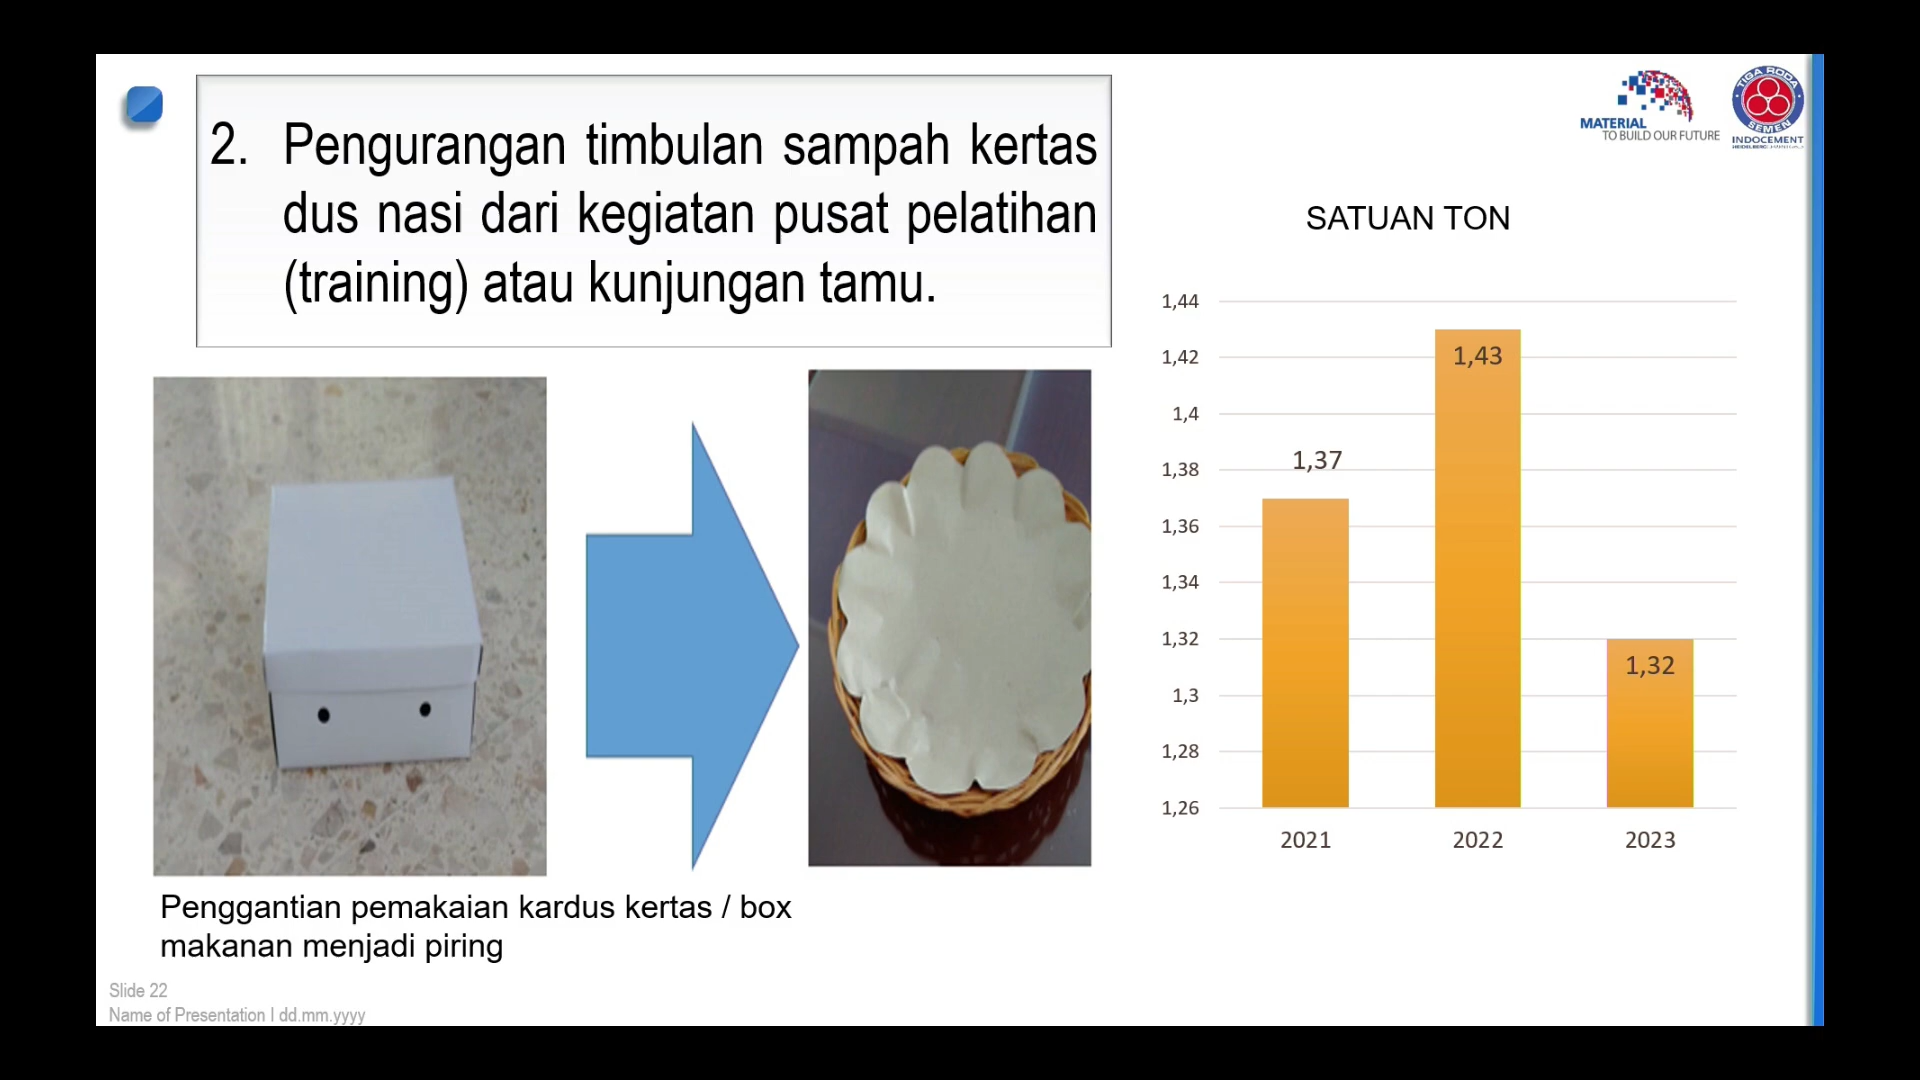 2. Pengurangan timbulan sampah kertas
dus nasi dari kegiatan pusat pelatihan
(training) atau kunjungan tamu.
MATERIAL
TO BUILD OUR FUTURE
TIGA RODA
SEMEN
INDOCEMENT
SATUAN TON
1,44
1,42
1,4
1,38
1,36
1,34
1,32
1,3
1,28
1,26
1,37
1,43
1,32
2021
2022
2023
Penggantian pemakaian kardus kertas / box
makanan menjadi piring
Slide 22
Name of Presentation I dd.mm.yyyy